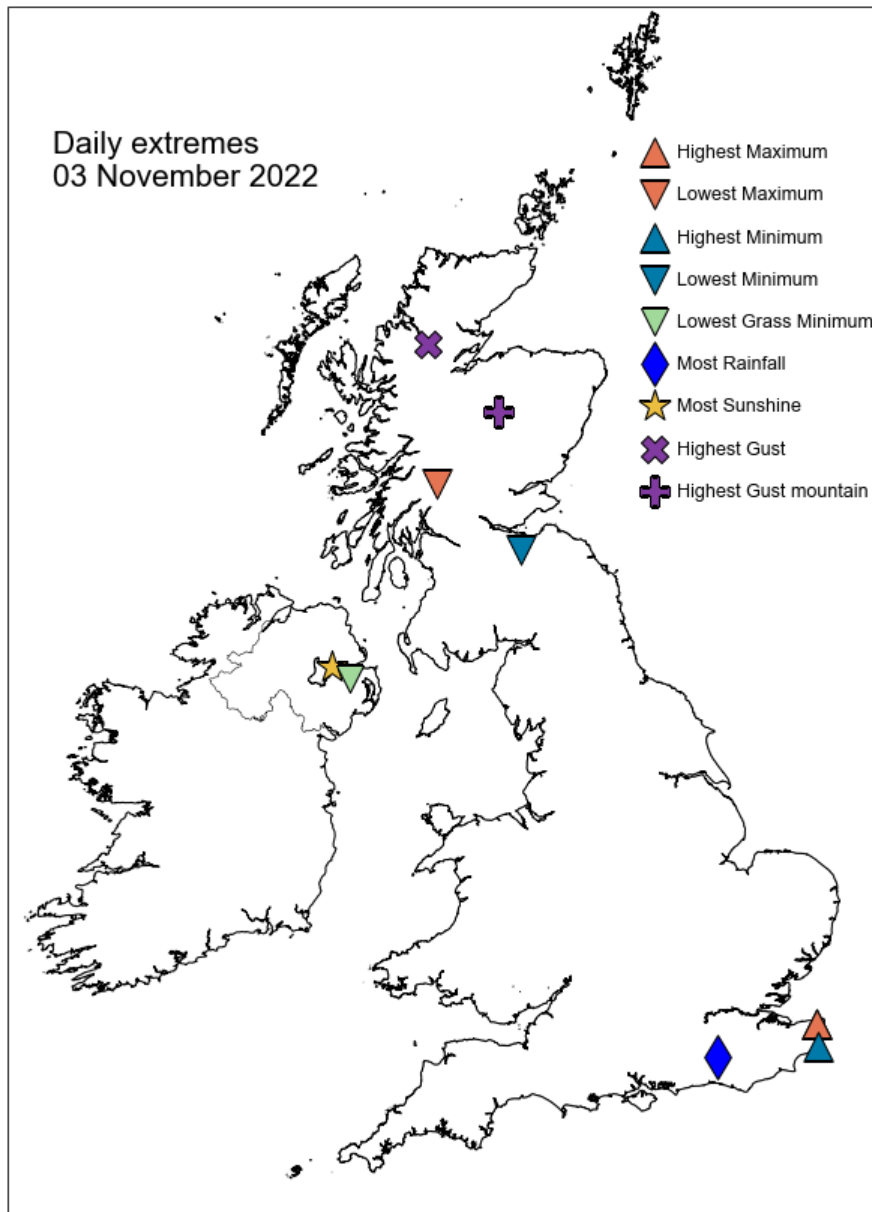 Daily extremes
03 November 2022
Highest Maximum
Lowest Maximum
Highest Minimum
Lowest Minimum
Lowest Grass Minimum
Most Rainfall
Most Sunshine
Highest Gust
Highest Gust mountain